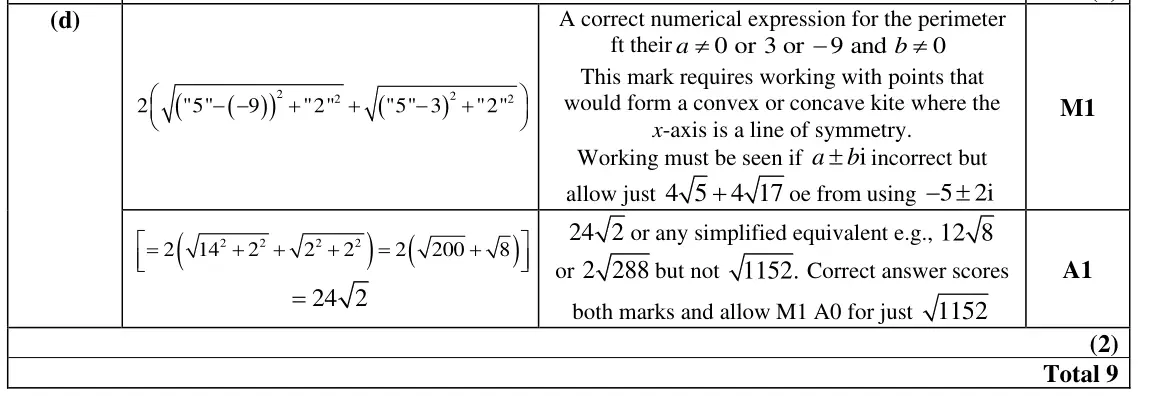 (d)
A correct numerical expression for the perimeter
ft their a ≠ 0 or 3 or −9 and b ≠ 0
This mark requires working with points that
would form a convex or concave kite where the
x-axis is a line of symmetry.
Working must be seen if a ± bi incorrect but
allow just 4√5 + 4√17 oe from using −5 ± 2i
2(√(("5"−(−9))² + "2"²) + √(("5"−3)² + "2"²))
M1
[= 2(√(14² + 2²) + √(2² + 2²)) = 2(√200 + √8)]
= 24√2
24√2 or any simplified equivalent e.g., 12√8
or 2√288 but not √1152. Correct answer scores
both marks and allow M1 A0 for just √1152
A1
(2)
Total 9